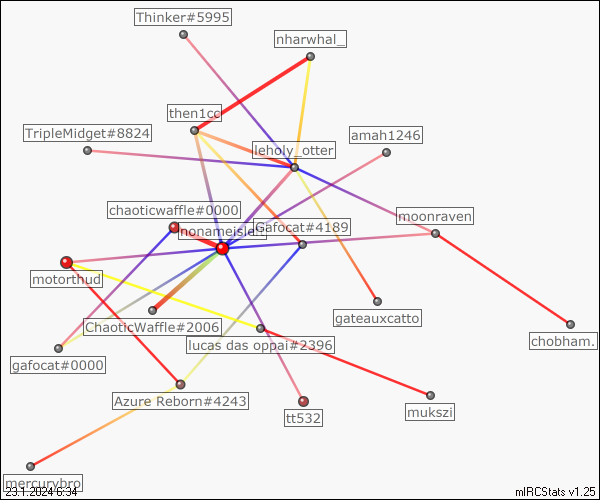 Thinker#5995
nharwhal_
then1cc
TripleMidget#8824
amah1246
leholy_otter
chaoticwaffle#0000
Gafocat#4189
moonraven
motorthud
ChaoticWaffle#2006
gateauxcatto
chobham.
lucas das oppai#2396
gafocat#0000
Azure Reborn#4243
tt532
mukszi
mercurybro
23.1.2024 6:34
mIRCStats v1.25